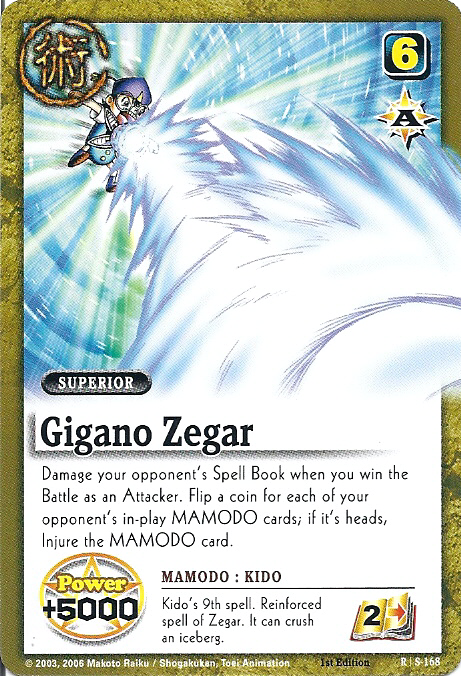 術
6
A
SUPERIOR
Gigano Zegar
Damage your opponent's Spell Book when you win the
Battle as an Attacker. Flip a coin for each of your
opponent's in-play MAMODO cards; if it's heads,
Injure the MAMODO card.
Power
+5000
MAMODO : KIDO
Kido's 9th spell. Reinforced
spell of Zegar. It can crush
an iceberg.
2
© 2003, 2006 Makoto Raiku / Shogakukan, Toei Animation
1st Edition
R | S-168